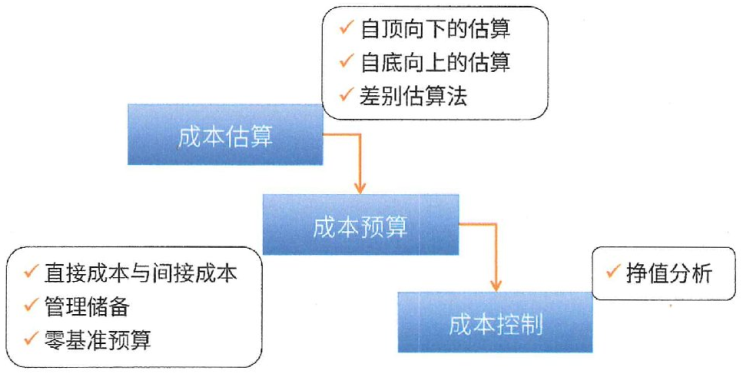 ✓ 自顶向下的估算
✓ 自底向上的估算
✓ 差别估算法
成本估算
成本预算
✓ 直接成本与间接成本
✓ 管理储备
✓ 零基准预算
✓ 挣值分析
成本控制